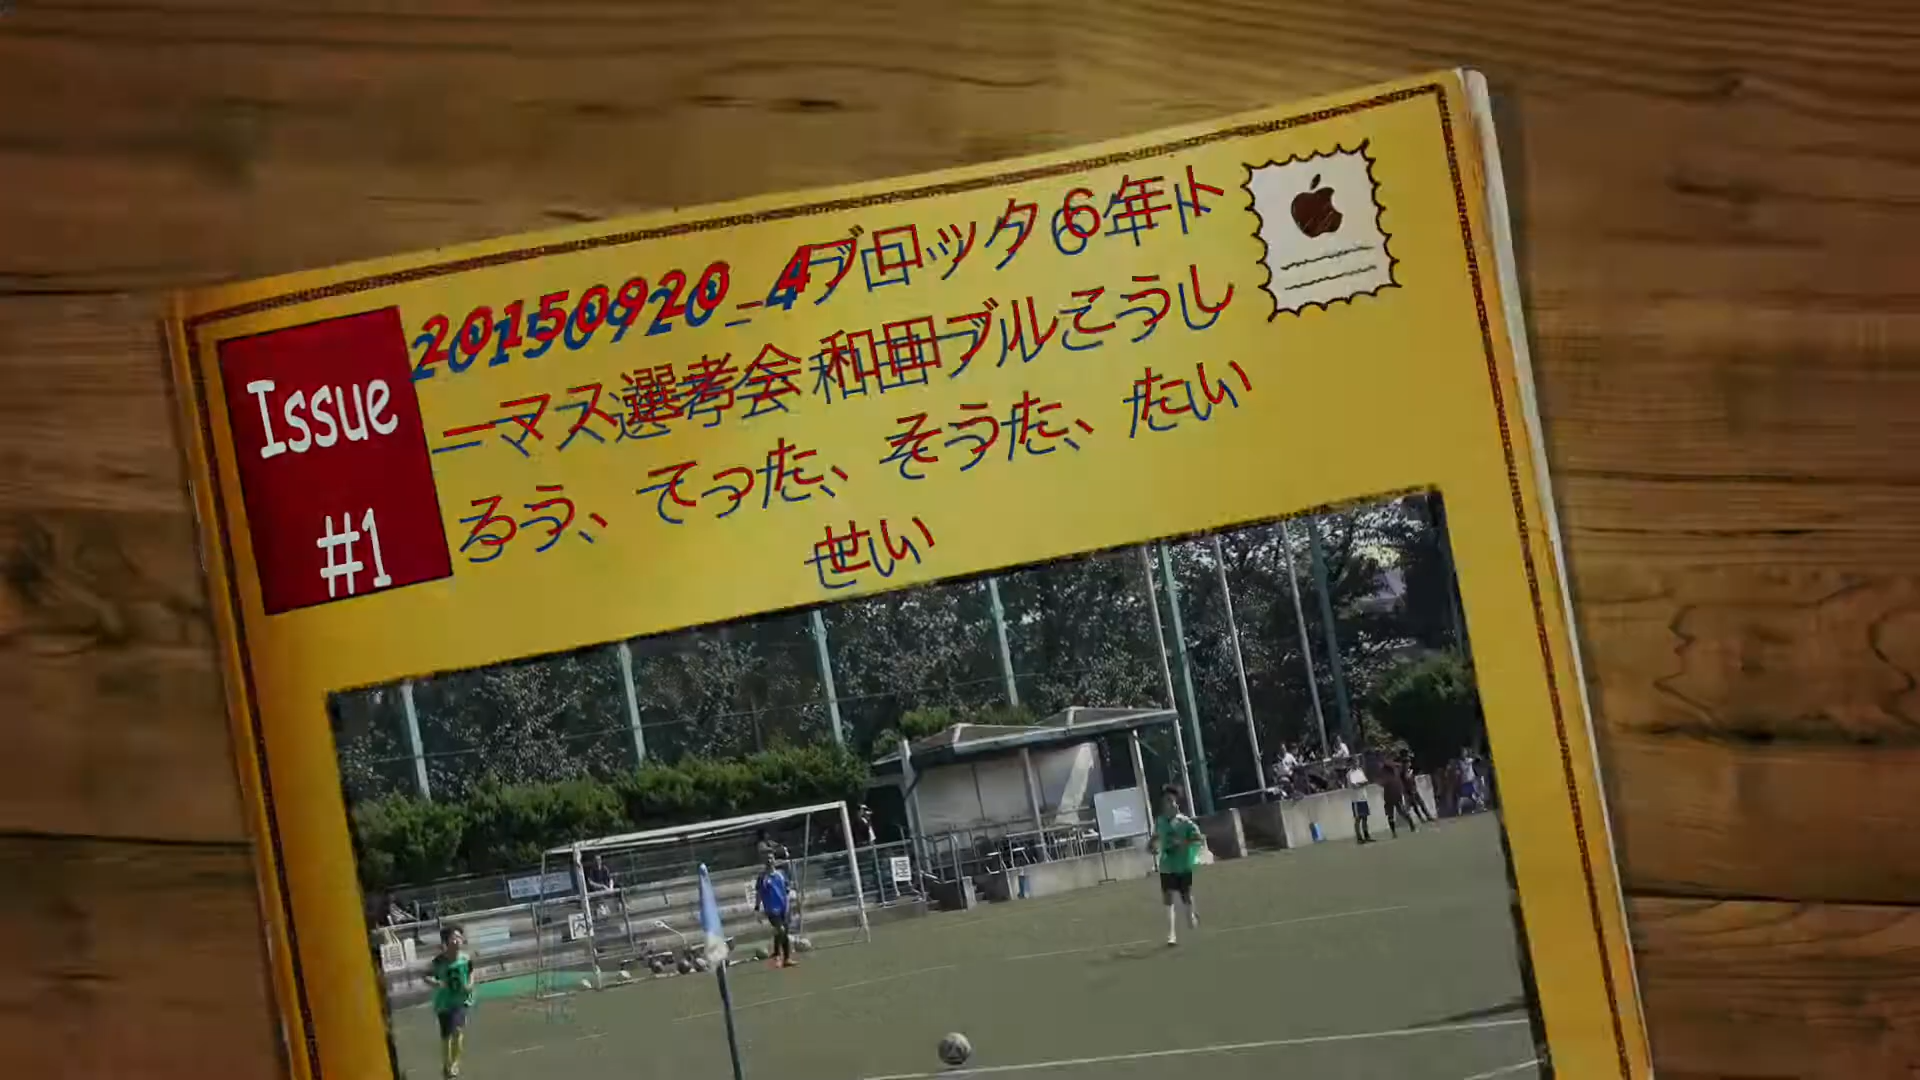 Issue
#1
20150920_4ブロック６年ト
ーマス選考会 和田ブルこうし
ろう、てった、そうた、たい
せい